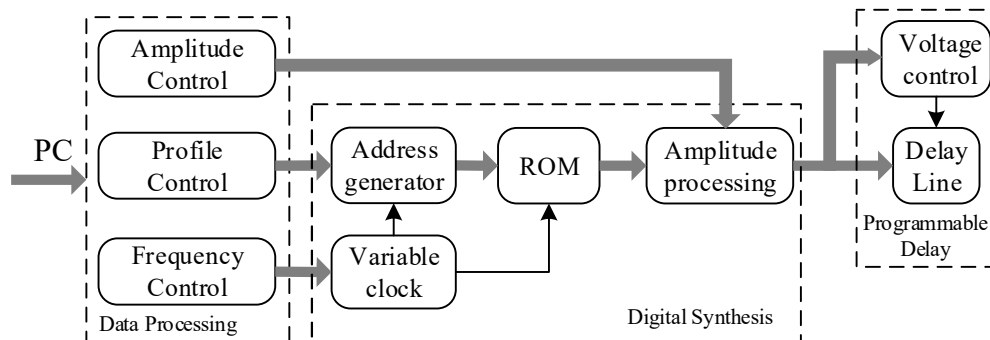 PC
Amplitude
Control
Profile
Control
Frequency
Control
Data Processing
Address
generator
ROM
Amplitude
processing
Variable
clock
Digital Synthesis
Voltage
control
Delay
Line
Programmable
Delay